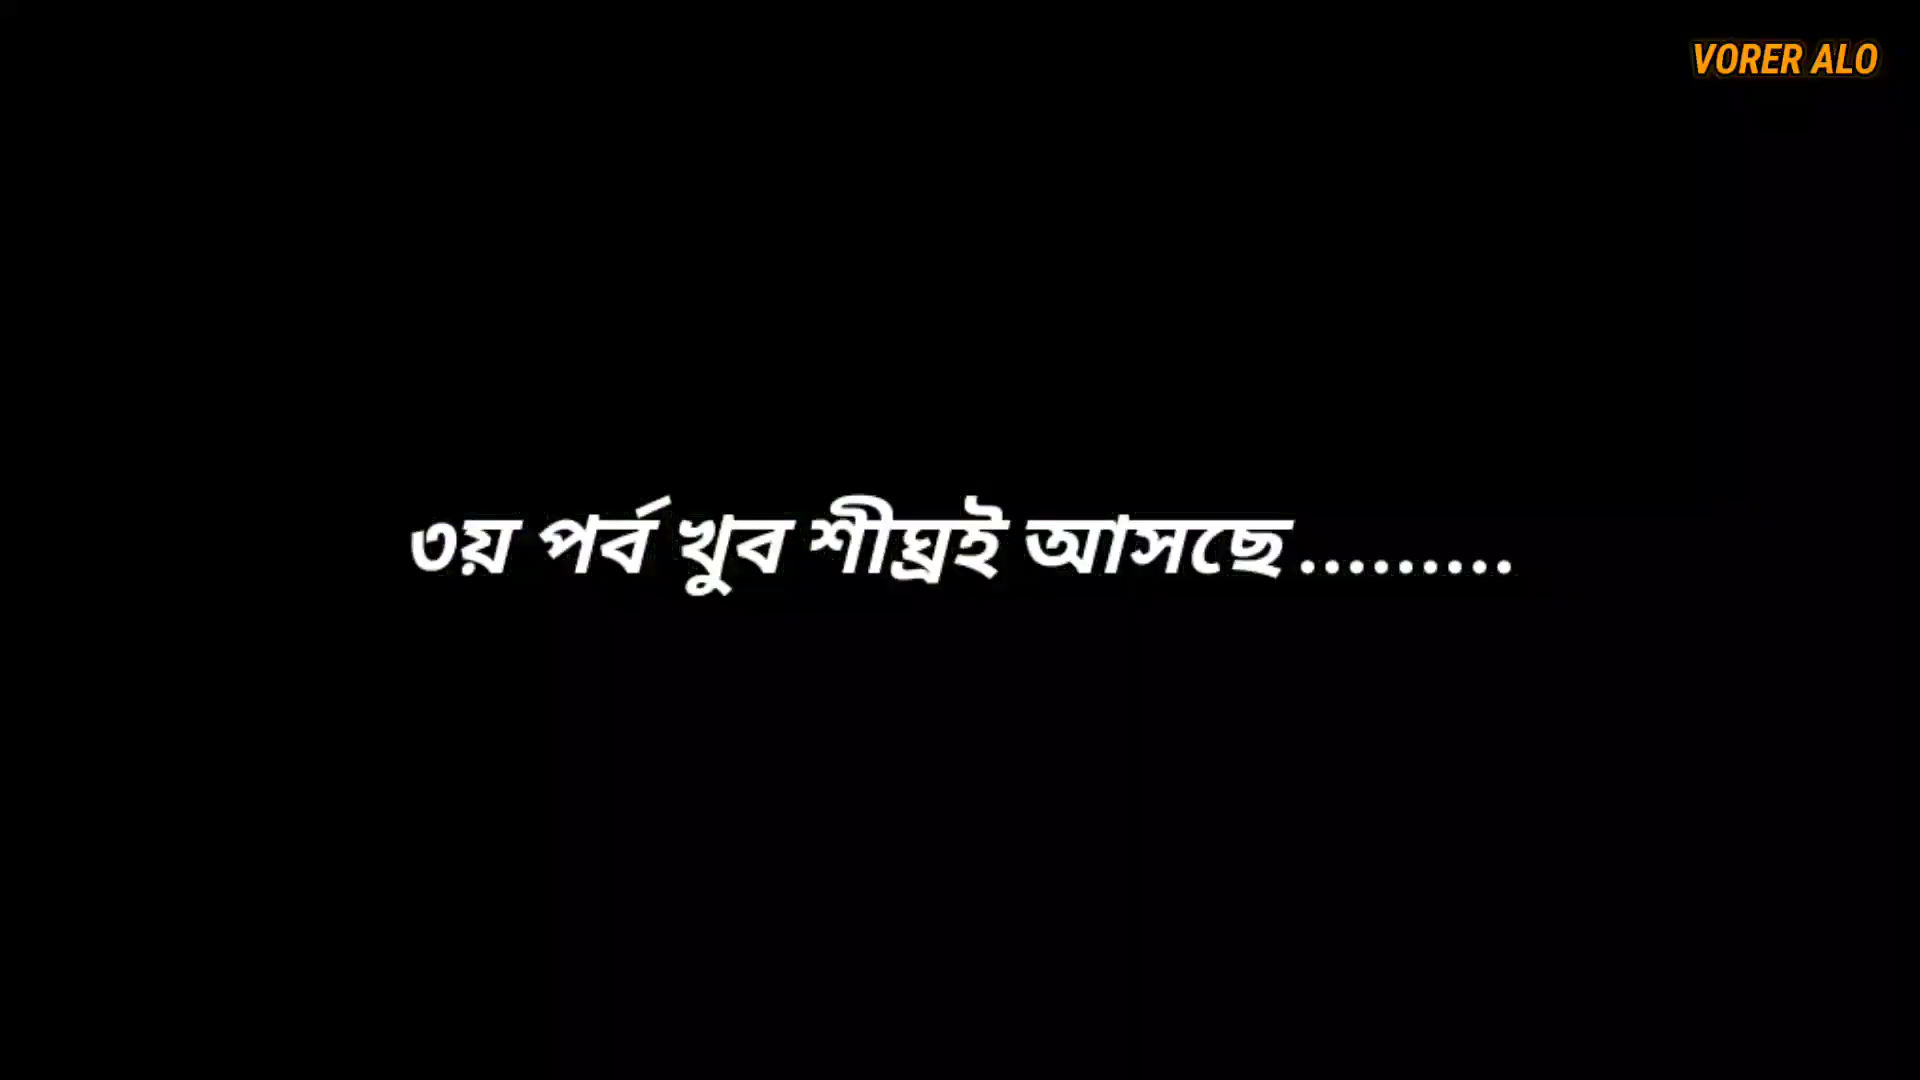 VORER ALO
৩য় পর্ব খুব শীঘ্রই আসছে.........